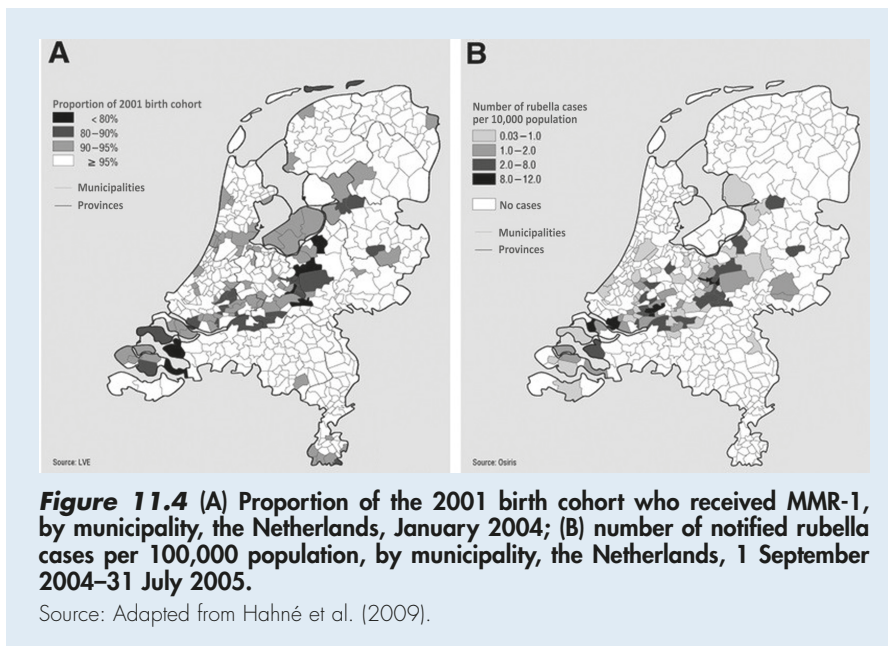 A
Proportion of 2001 birth cohort
< 80%
80–90%
90–95%
≥ 95%
Municipalities
Provinces
Source: LVE
B
Number of rubella cases
per 10,000 population
0.03–1.0
1.0–2.0
2.0–8.0
8.0–12.0
No cases
Municipalities
Provinces
Source: Osiris
Figure 11.4 (A) Proportion of the 2001 birth cohort who received MMR-1,
by municipality, the Netherlands, January 2004; (B) number of notified rubella
cases per 100,000 population, by municipality, the Netherlands, 1 September
2004–31 July 2005.
Source: Adapted from Hahné et al. (2009).